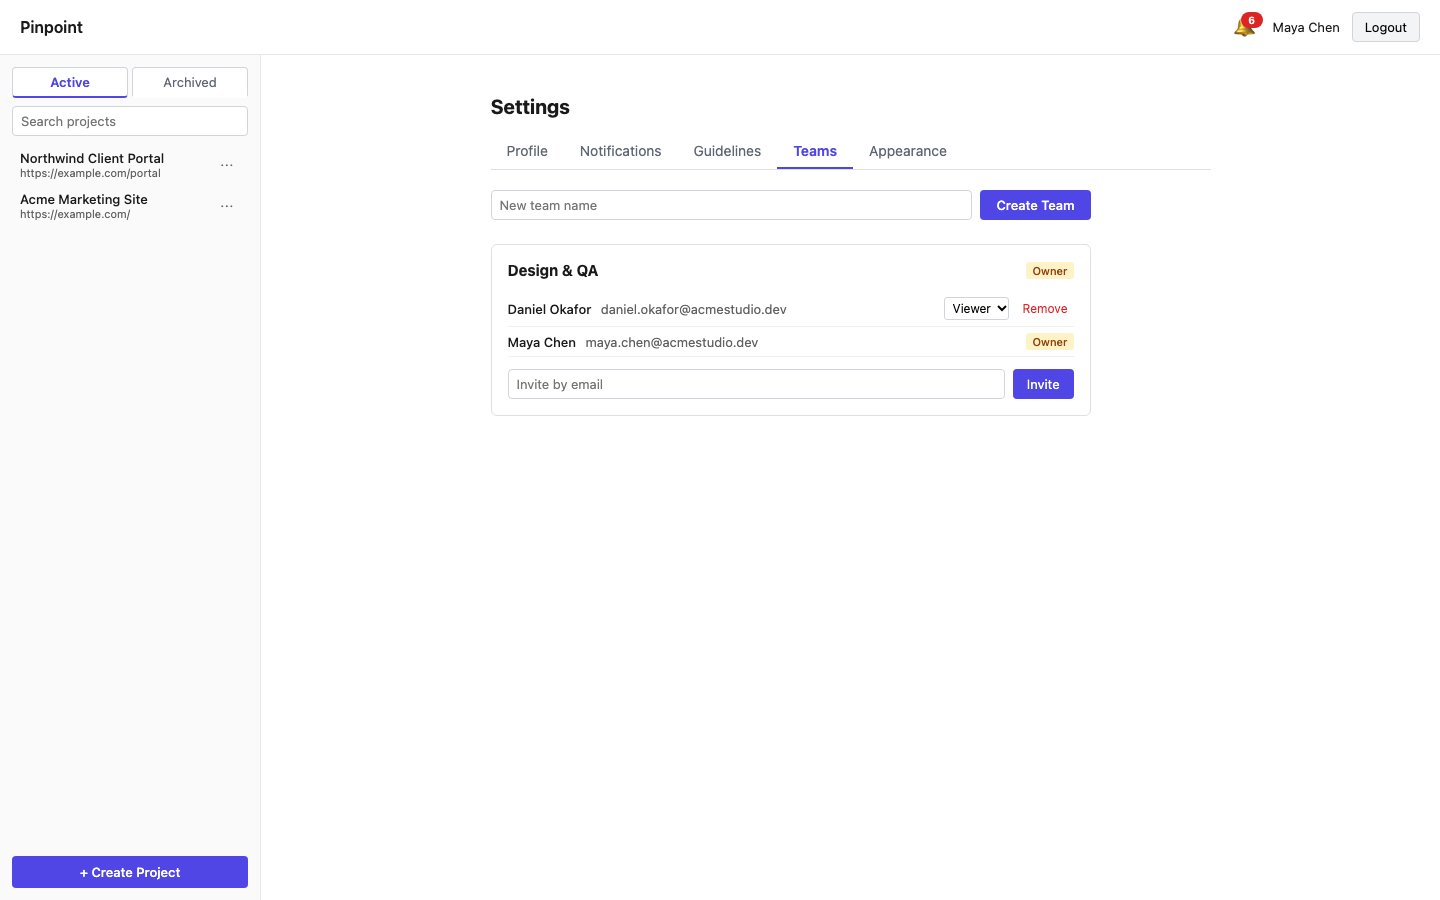 Pinpoint
6
Maya Chen
Logout
Active
Archived
Search projects
Northwind Client Portal
https://example.com/portal
...
Acme Marketing Site
https://example.com/
...
+ Create Project
Settings
Profile
Notifications
Guidelines
Teams
Appearance
New team name
Create Team
Design & QA
Owner
Daniel Okafor daniel.okafor@acmestudio.dev
Viewer
Remove
Maya Chen maya.chen@acmestudio.dev
Owner
Invite by email
Invite